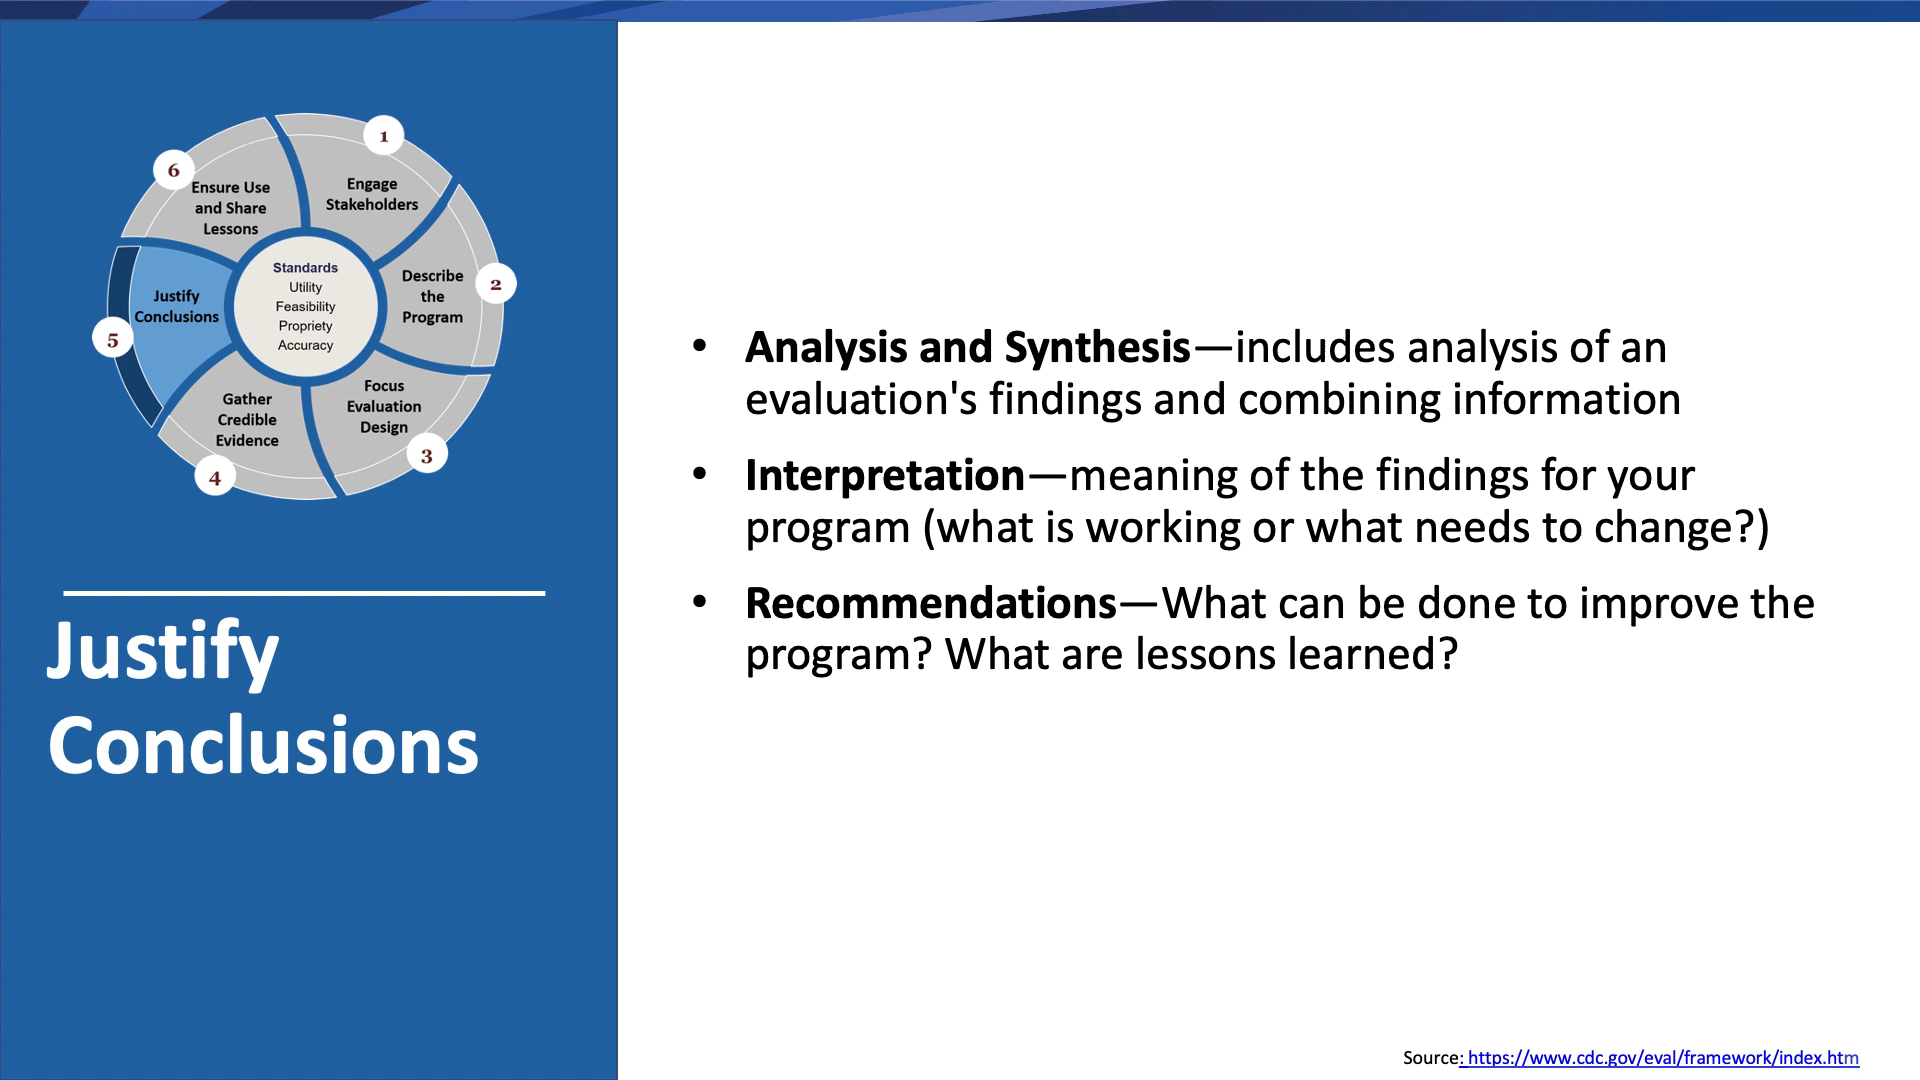 1
Engage
Stakeholders
2
Describe
the
Program
3
Focus
Evaluation
Design
4
Gather
Credible
Evidence
5
Justify
Conclusions
6
Ensure Use
and Share
Lessons
Standards
Utility
Feasibility
Propriety
Accuracy
Justify
Conclusions
• Analysis and Synthesis—includes analysis of an
evaluation's findings and combining information
• Interpretation—meaning of the findings for your
program (what is working or what needs to change?)
• Recommendations—What can be done to improve the
program? What are lessons learned?
Source: https://www.cdc.gov/eval/framework/index.htm